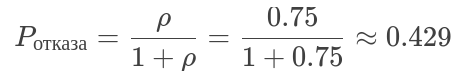 P_отказа = ρ / (1 + ρ) = 0.75 / (1 + 0.75) ≈ 0.429